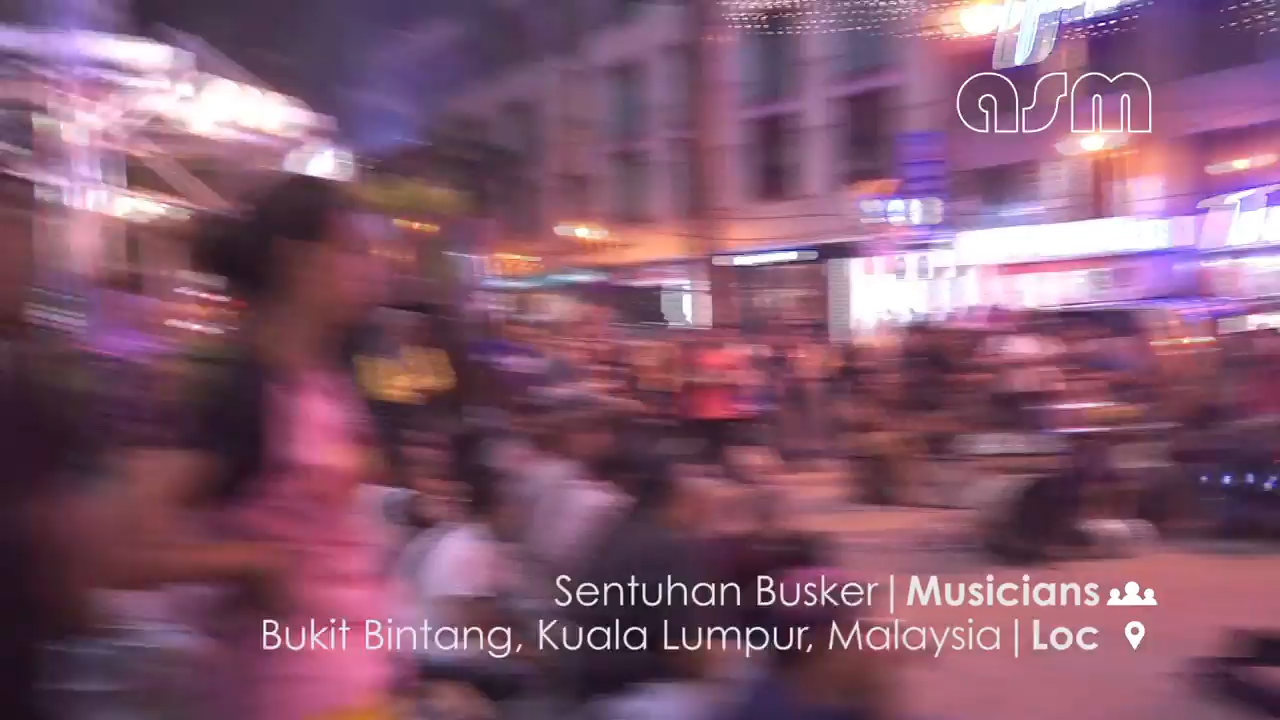 asm
Sentuhan Busker | Musicians
Bukit Bintang, Kuala Lumpur, Malaysia | Loc